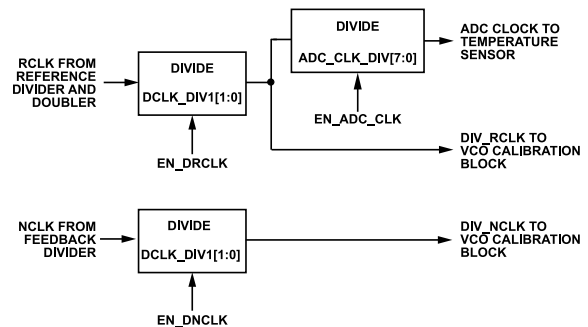 RCLK FROM
REFERENCE
DIVIDER AND
DOUBLER
DIVIDE
DCLK_DIV1[1:0]
EN_DRCLK
DIVIDE
ADC_CLK_DIV[7:0]
EN_ADC_CLK
ADC CLOCK TO
TEMPERATURE
SENSOR
DIV_RCLK TO
VCO CALIBRATION
BLOCK
NCLK FROM
FEEDBACK
DIVIDER
DIVIDE
DCLK_DIV1[1:0]
EN_DNCLK
DIV_NCLK TO
VCO CALIBRATION
BLOCK